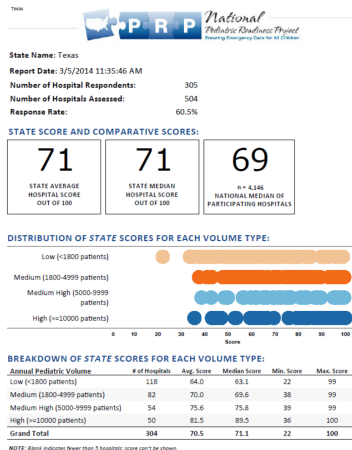 Texas
PRP
National
Pediatric Readiness Project
Ensuring Emergency Care for All Children
State Name: Texas
Report Date: 3/5/2014 11:35:46 AM
Number of Hospital Respondents: 305
Number of Hospitals Assessed: 504
Response Rate: 60.5%
STATE SCORE AND COMPARATIVE SCORES:
71
STATE AVERAGE
HOSPITAL SCORE
OUT OF 100
71
STATE MEDIAN
HOSPITAL SCORE
OUT OF 100
69
n = 4,146
NATIONAL MEDIAN OF
PARTICIPATING HOSPITALS
DISTRIBUTION OF STATE SCORES FOR EACH VOLUME TYPE:
Low (<1800 patients)
Medium (1800-4999 patients)
Medium High (5000-9999
patients)
High (>=10000 patients)
0 10 20 30 40 50 60 70 80 90 100
Score
BREAKDOWN OF STATE SCORES FOR EACH VOLUME TYPE:
Annual Pediatric Volume # of Hospitals Avg. Score Median Score Min. Score Max. Score
Low (<1800 patients) 118 64.0 63.1 22 99
Medium (1800-4999 patients) 82 70.0 69.6 38 99
Medium High (5000-9999 patients) 54 75.6 75.8 39 99
High (>=10000 patients) 50 81.5 89.5 36 100
Grand Total 304 70.5 71.1 22 100
NOTE: Blank indicates fewer than 5 hospitals; score can't be shown.